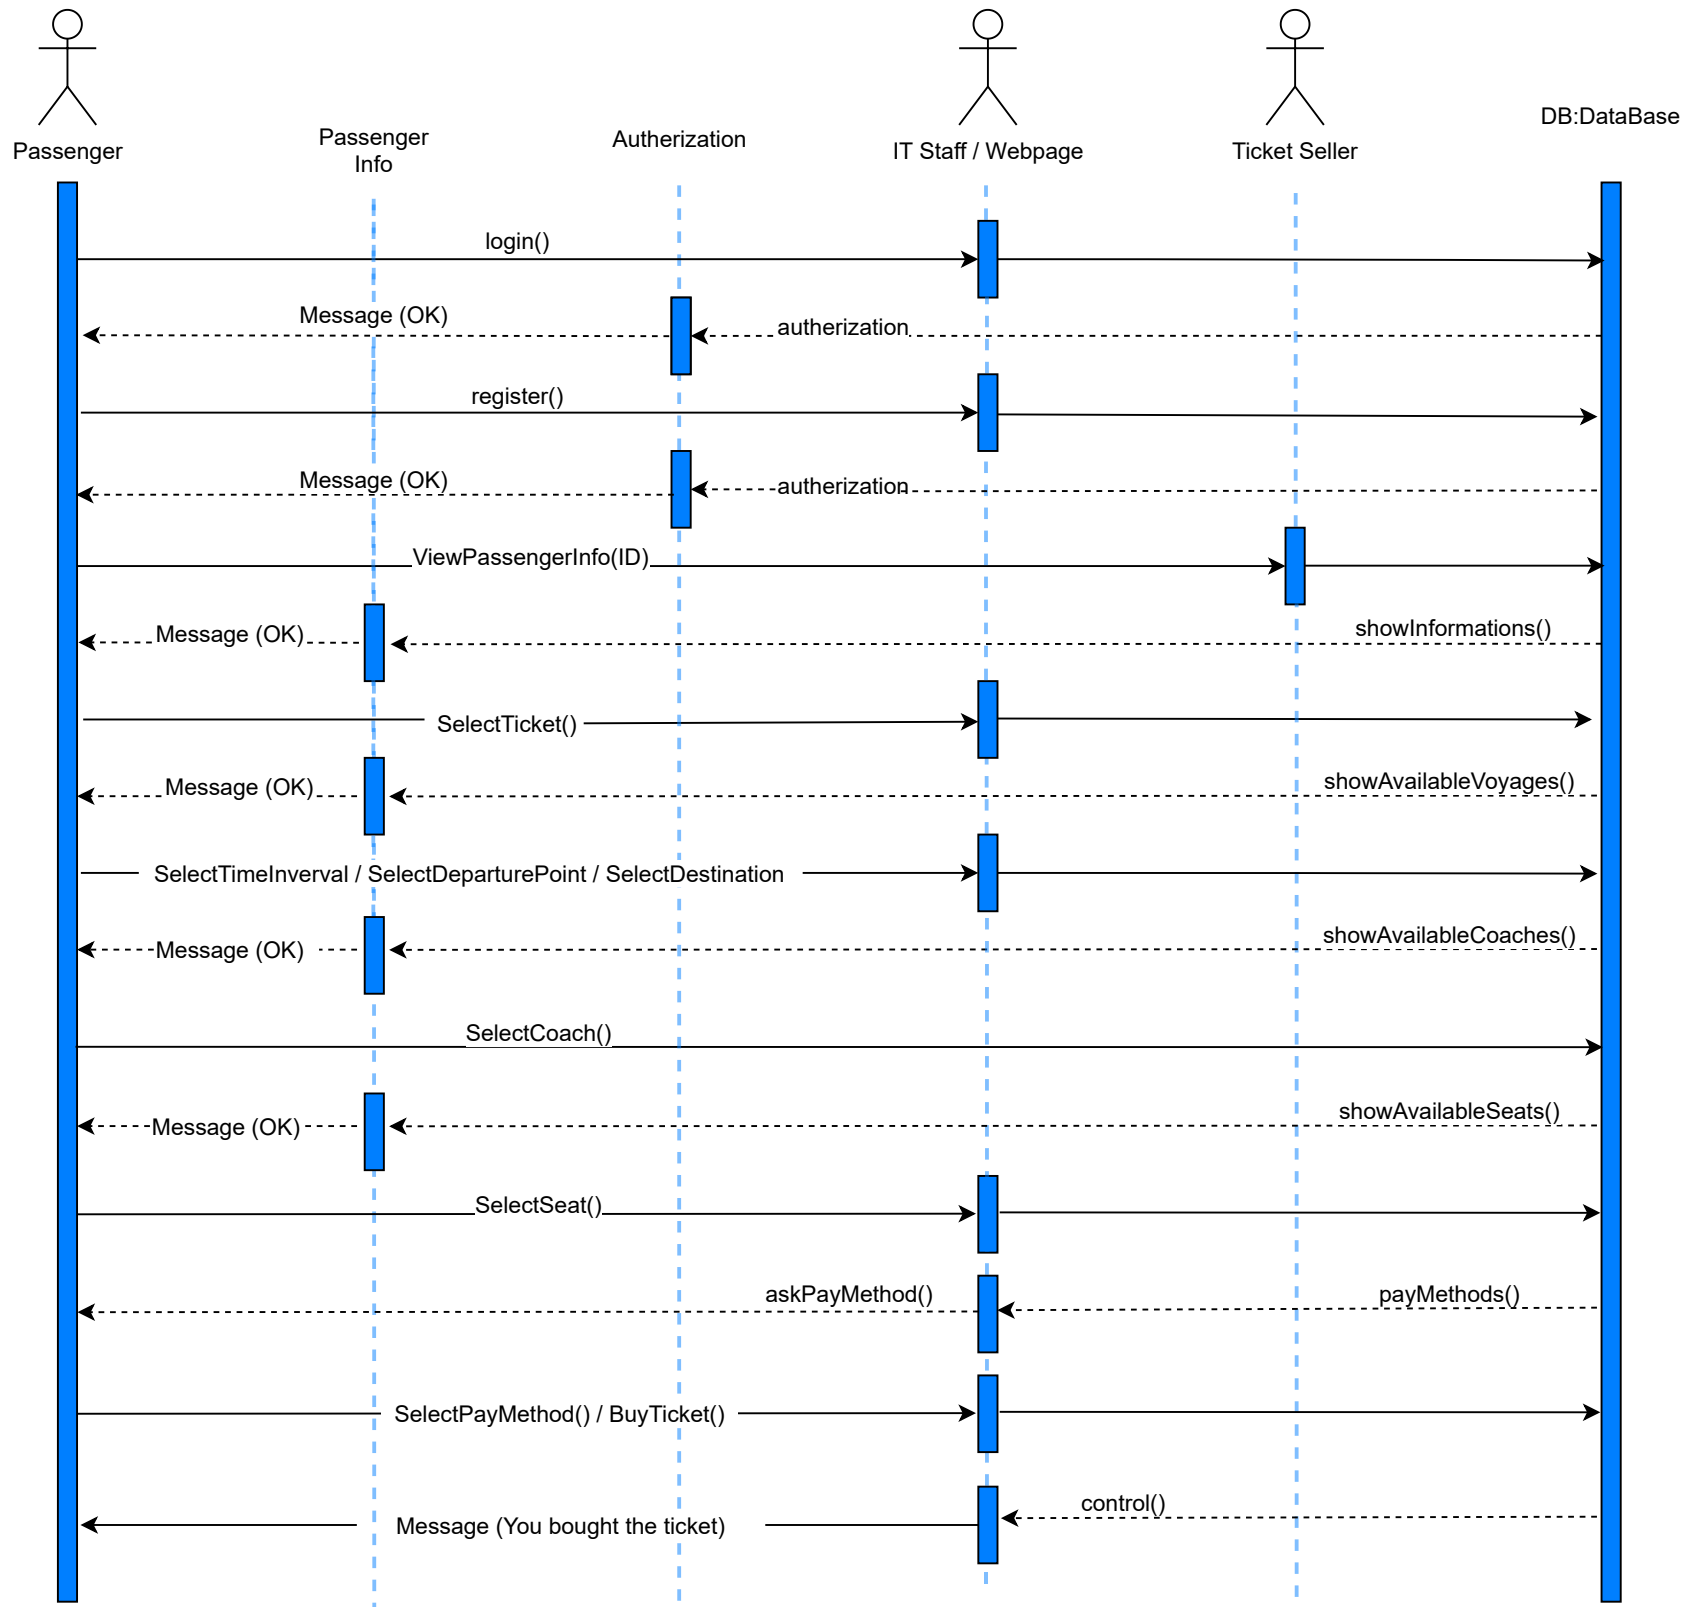 Passenger
Passenger
Info
Autherization
IT Staff / Webpage
Ticket Seller
DB:DataBase
login()
Message (OK)
autherization
register()
Message (OK)
autherization
ViewPassengerInfo(ID)
Message (OK)
showInformations()
SelectTicket()
Message (OK)
showAvailableVoyages()
SelectTimeInverval / SelectDeparturePoint / SelectDestination
Message (OK)
showAvailableCoaches()
SelectCoach()
Message (OK)
showAvailableSeats()
SelectSeat()
askPayMethod()
payMethods()
SelectPayMethod() / BuyTicket()
control()
Message (You bought the ticket)